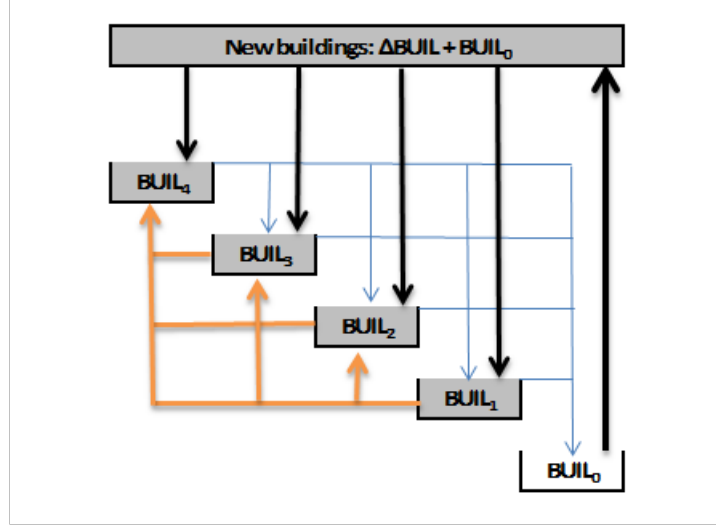 New buildings: ΔBUIL + BUIL₀
BUIL₄
BUIL₃
BUIL₂
BUIL₁
BUIL₀